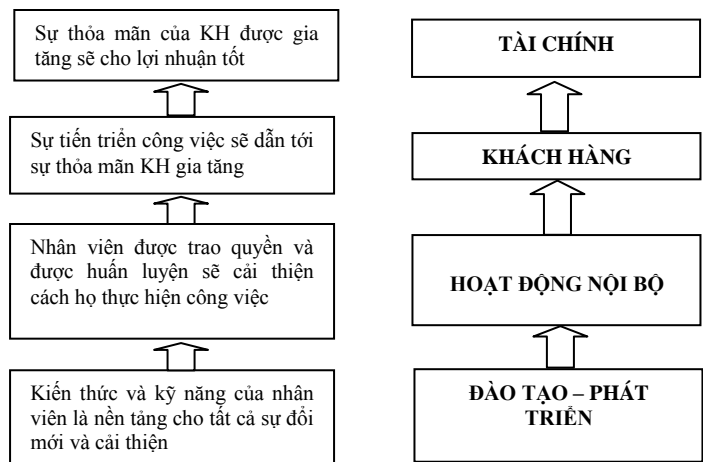 Sự thỏa mãn của KH được gia
tăng sẽ cho lợi nhuận tốt
TÀI CHÍNH
Sự tiến triển công việc sẽ dẫn tới
sự thỏa mãn KH gia tăng
KHÁCH HÀNG
Nhân viên được trao quyền và
được huấn luyện sẽ cải thiện
cách họ thực hiện công việc
HOẠT ĐỘNG NỘI BỘ
Kiến thức và kỹ năng của nhân
viên là nền tảng cho tất cả sự đổi
mới và cải thiện
ĐÀO TẠO – PHÁT
TRIỂN